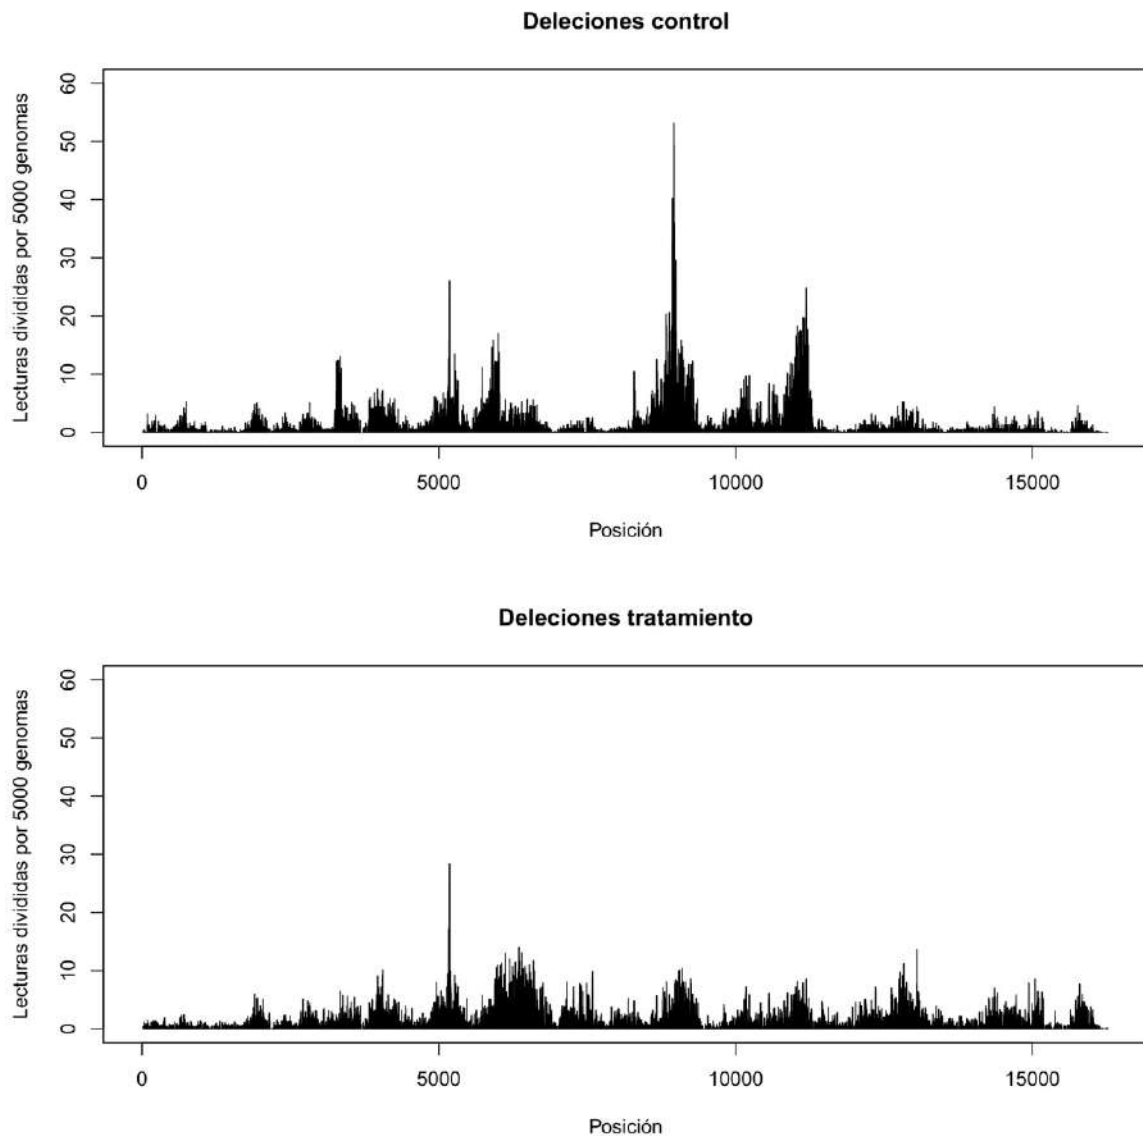 Deleciones control
Lecturas divididas por 5000 genomas
60
50
40
30
20
10
0
0 5000 10000 15000
Posición
Deleciones tratamiento
Lecturas divididas por 5000 genomas
60
50
40
30
20
10
0
0 5000 10000 15000
Posición